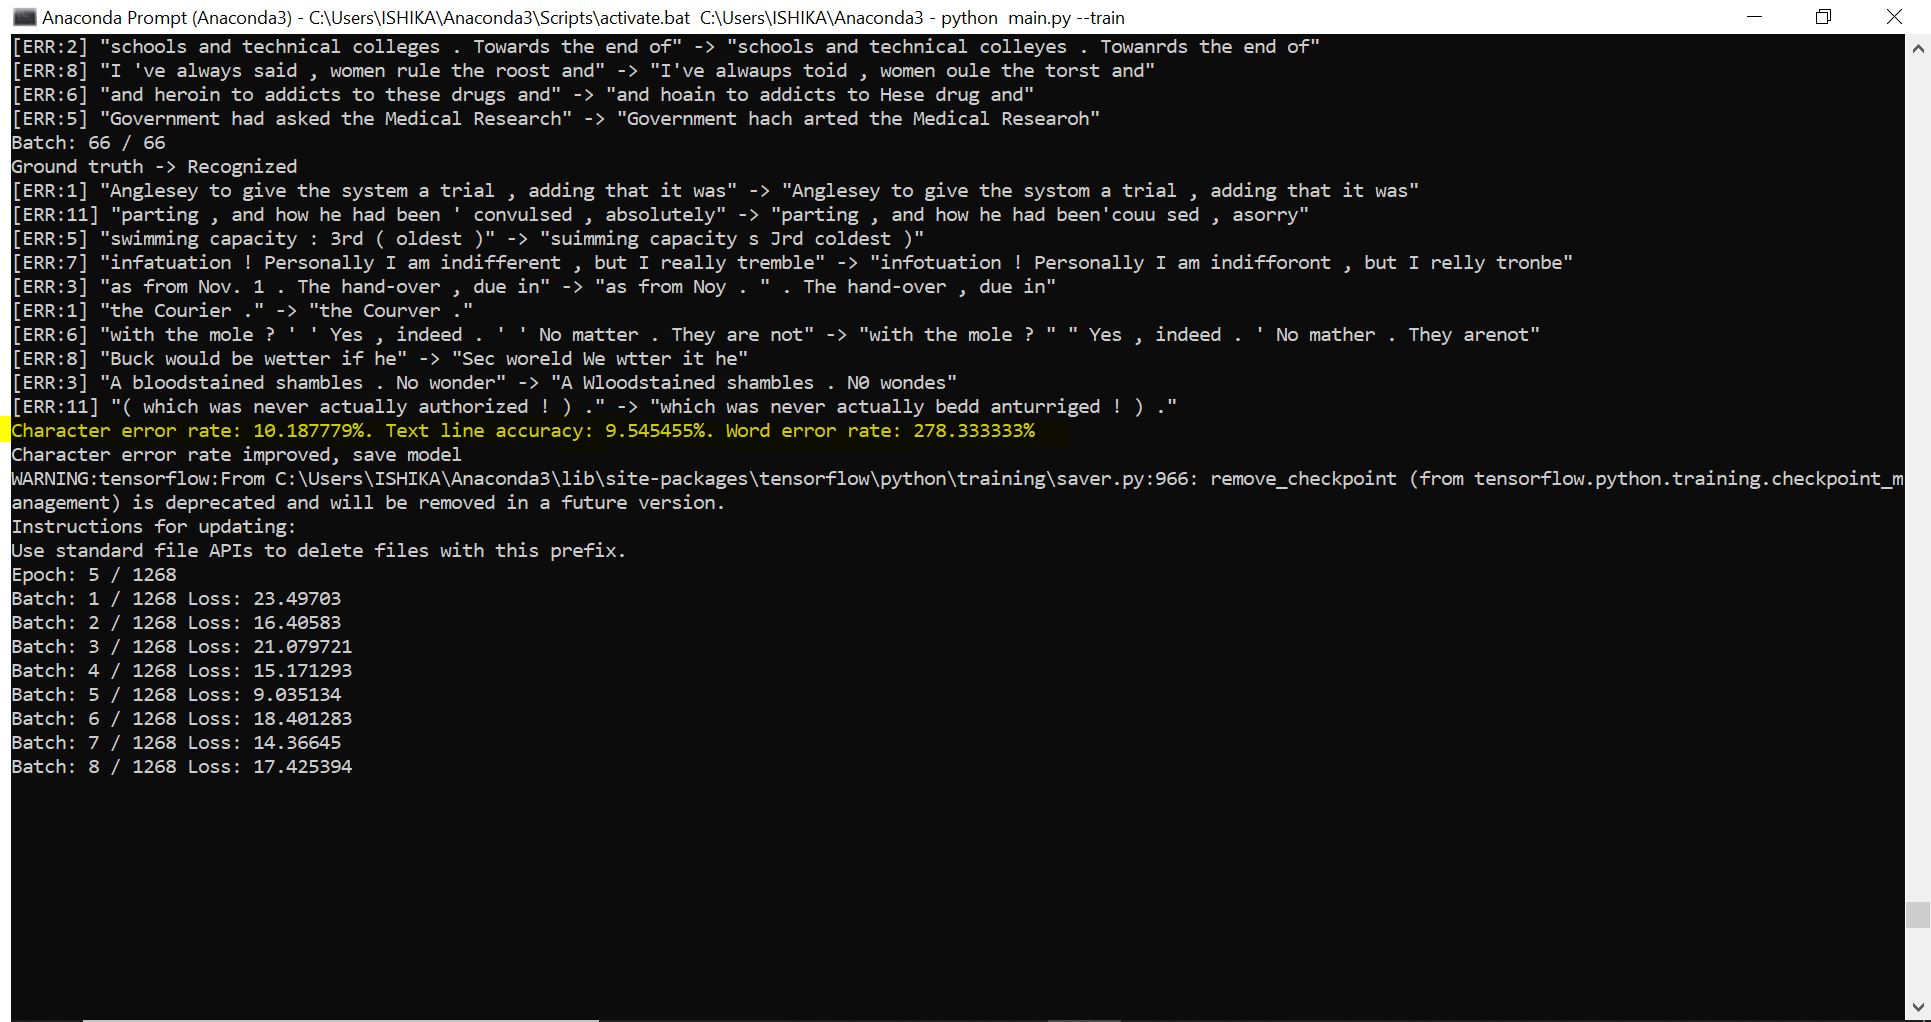 Anaconda Prompt (Anaconda3) - C:\Users\ISHIKA\Anaconda3\Scripts\activate.bat  C:\Users\ISHIKA\Anaconda3 - python  main.py --train
[ERR:2] "schools and technical colleges . Towards the end of" -> "schools and technical colleyes . Towanrds the end of"
[ERR:8] "I 've always said , women rule the roost and" -> "I've alwaups toid , women oule the torst and"
[ERR:6] "and heroin to addicts to these drugs and" -> "and hoain to addicts to Hese drug and"
[ERR:5] "Government had asked the Medical Research" -> "Government hach arted the Medical Researoh"
Batch: 66 / 66
Ground truth -> Recognized
[ERR:1] "Anglesey to give the system a trial , adding that it was" -> "Anglesey to give the systom a trial , adding that it was"
[ERR:11] "parting , and how he had been ' convulsed , absolutely" -> "parting , and how he had been'couu sed , asorry"
[ERR:5] "swimming capacity : 3rd ( oldest )" -> "suimming capacity s Jrd coldest )"
[ERR:7] "infatuation ! Personally I am indifferent , but I really tremble" -> "infotuation ! Personally I am indifforont , but I relly tronbe"
[ERR:3] "as from Nov. 1 . The hand-over , due in" -> "as from Noy . " . The hand-over , due in"
[ERR:1] "the Courier ." -> "the Courver ."
[ERR:6] "with the mole ? ' ' Yes , indeed . ' ' No matter . They are not" -> "with the mole ? " " Yes , indeed . ' No mather . They arenot"
[ERR:8] "Buck would be wetter if he" -> "Sec woreld We wtter it he"
[ERR:3] "A bloodstained shambles . No wonder" -> "A Wloodstained shambles . N0 wondes"
[ERR:11] "( which was never actually authorized ! ) ." -> "which was never actually bedd anturriged ! ) ."
Character error rate: 10.187779%. Text line accuracy: 9.545455%. Word error rate: 278.333333%
Character error rate improved, save model
WARNING:tensorflow:From C:\Users\ISHIKA\Anaconda3\lib\site-packages\tensorflow\python\training\saver.py:966: remove_checkpoint (from tensorflow.python.training.checkpoint_m
anagement) is deprecated and will be removed in a future version.
Instructions for updating:
Use standard file APIs to delete files with this prefix.
Epoch: 5 / 1268
Batch: 1 / 1268 Loss: 23.49703
Batch: 2 / 1268 Loss: 16.40583
Batch: 3 / 1268 Loss: 21.079721
Batch: 4 / 1268 Loss: 15.171293
Batch: 5 / 1268 Loss: 9.035134
Batch: 6 / 1268 Loss: 18.401283
Batch: 7 / 1268 Loss: 14.36645
Batch: 8 / 1268 Loss: 17.425394